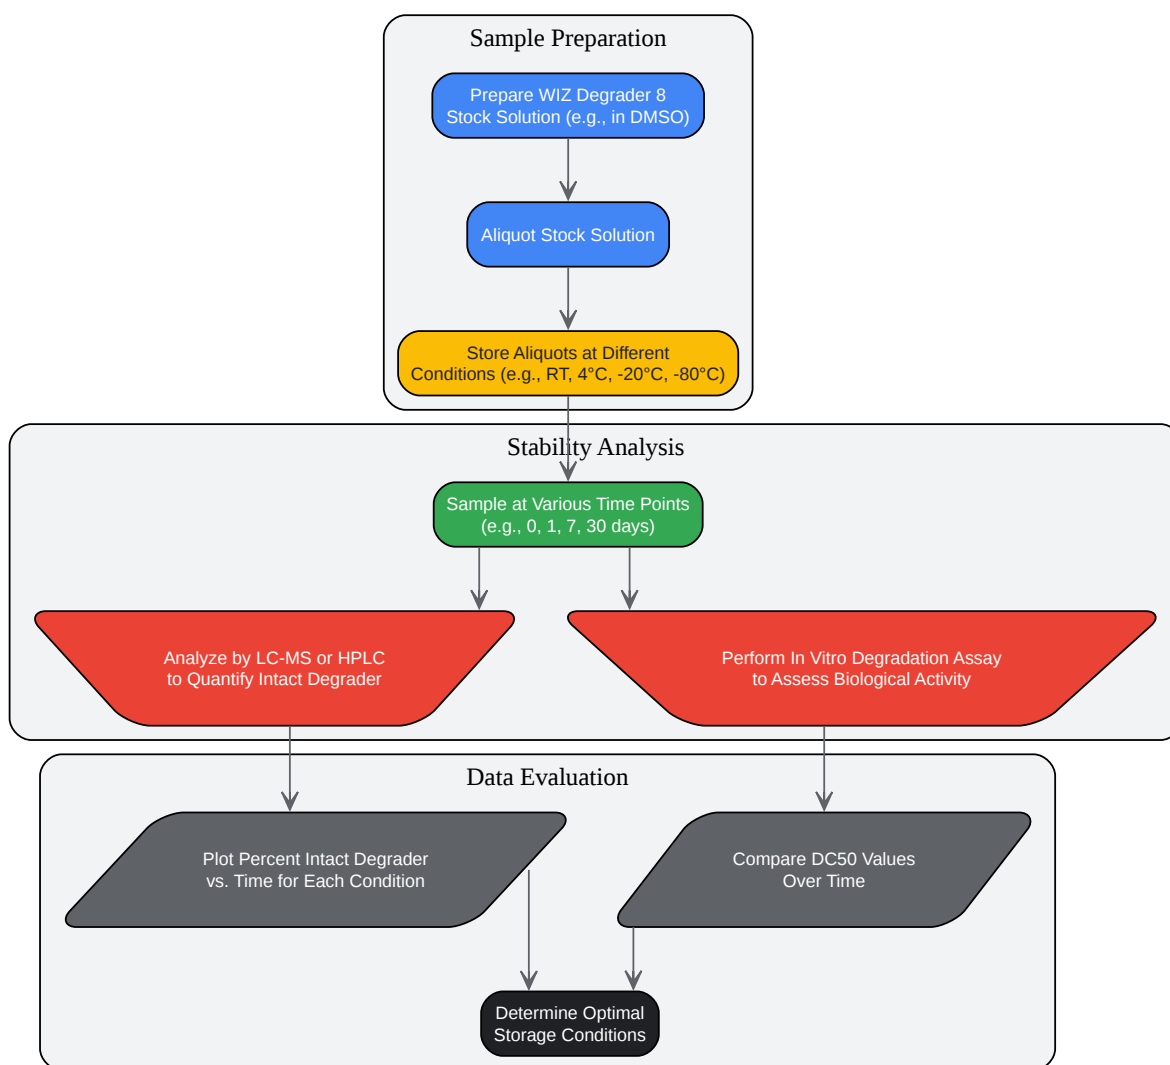 Sample Preparation
Prepare WIZ Degrader 8
Stock Solution (e.g., in DMSO)
Aliquot Stock Solution
Store Aliquots at Different
Conditions (e.g., RT, 4°C, -20°C, -80°C)
Stability Analysis
Sample at Various Time Points
(e.g., 0, 1, 7, 30 days)
Analyze by LC-MS or HPLC
to Quantify Intact Degrader
Perform In Vitro Degradation Assay
to Assess Biological Activity
Data Evaluation
Plot Percent Intact Degrader
vs. Time for Each Condition
Compare DC50 Values
Over Time
Determine Optimal
Storage Conditions